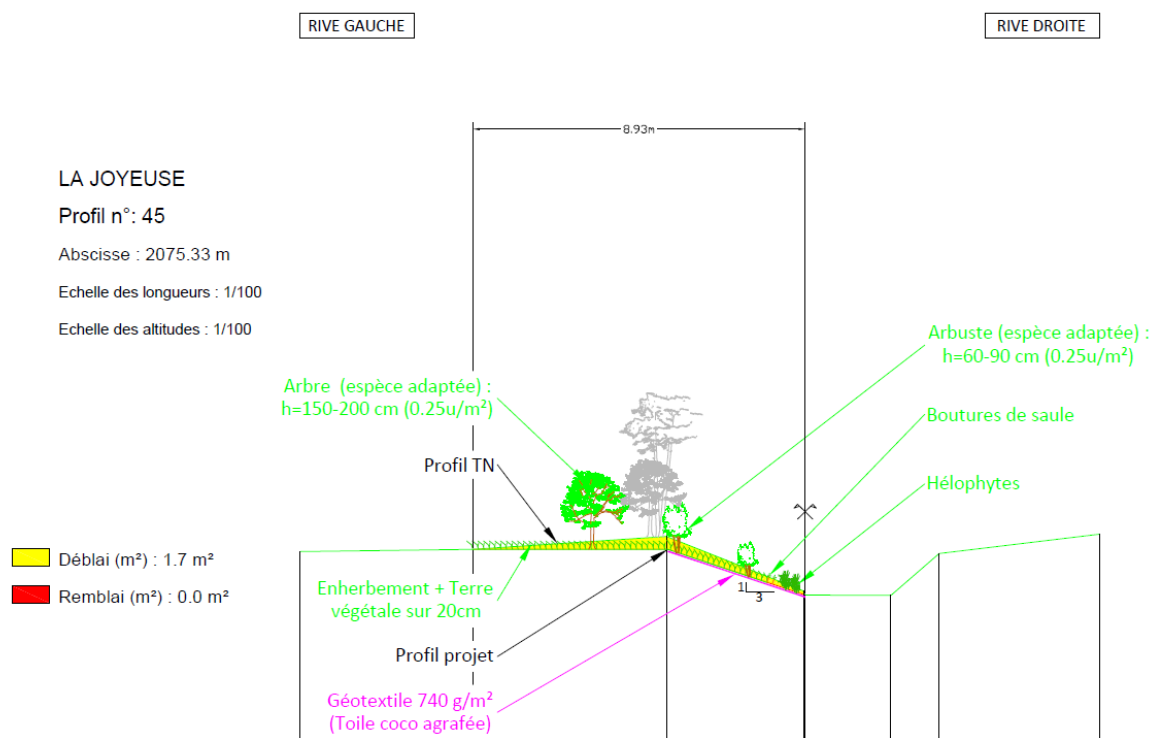 RIVE GAUCHE
RIVE DROITE
8.93m
LA JOYEUSE
Profil n°: 45
Abscisse : 2075.33 m
Echelle des longueurs : 1/100
Echelle des altitudes : 1/100
Arbuste (espèce adaptée) :
h=60-90 cm (0.25u/m²)
Arbre (espèce adaptée) :
h=150-200 cm (0.25u/m²)
Boutures de saule
Profil TN
Hélophytes
Déblai (m²) : 1.7 m²
Remblai (m²) : 0.0 m²
Enherbement + Terre
végétale sur 20cm
1
3
Profil projet
Géotextile 740 g/m²
(Toile coco agrafée)